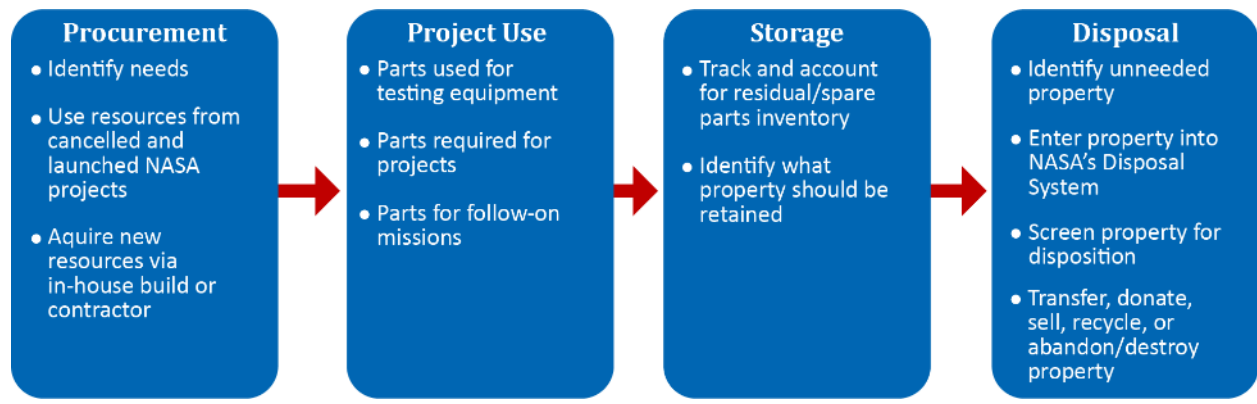 Procurement
• Identify needs
• Use resources from
cancelled and
launched NASA
projects
• Aquire new
resources via
in-house build or
contractor
Project Use
• Parts used for
testing equipment
• Parts required for
projects
• Parts for follow-on
missions
Storage
• Track and account
for residual/spare
parts inventory
• Identify what
property should be
retained
Disposal
• Identify unneeded
property
• Enter property into
NASA's Disposal
System
• Screen property for
disposition
• Transfer, donate,
sell, recycle, or
abandon/destroy
property